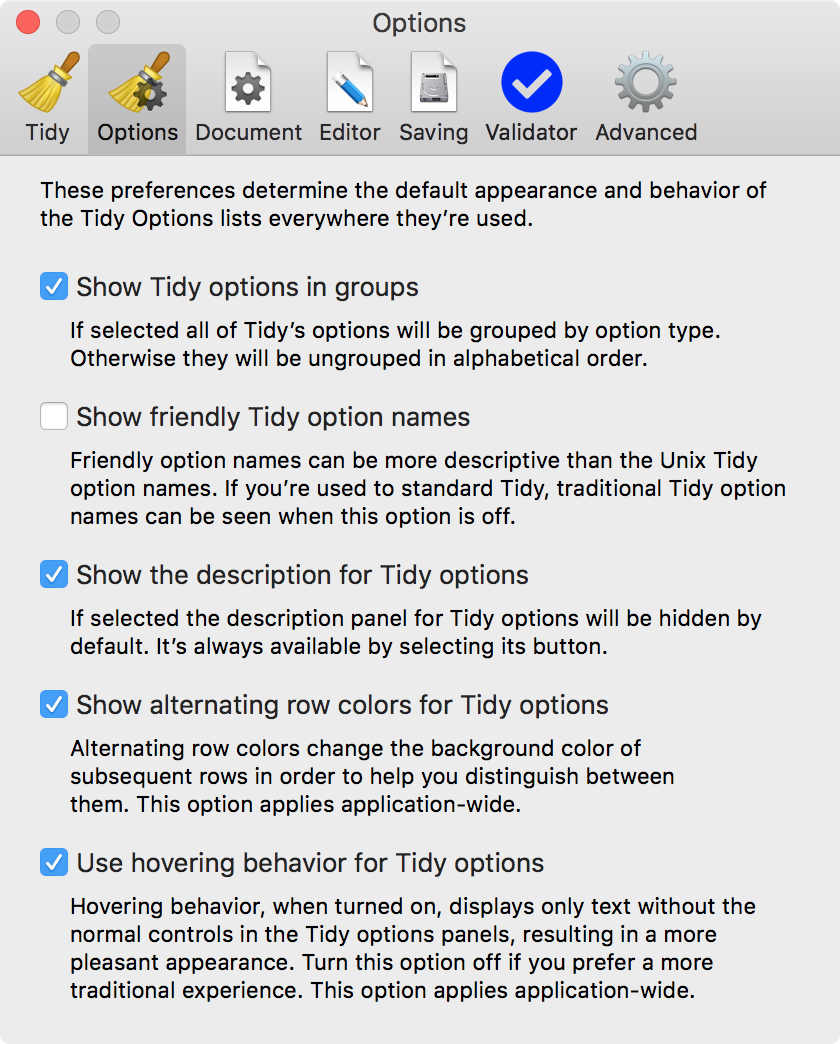 Options
Tidy Options Document Editor Saving Validator Advanced
These preferences determine the default appearance and behavior of
the Tidy Options lists everywhere they’re used.
Show Tidy options in groups
If selected all of Tidy’s options will be grouped by option type.
Otherwise they will be ungrouped in alphabetical order.
Show friendly Tidy option names
Friendly option names can be more descriptive than the Unix Tidy
option names. If you’re used to standard Tidy, traditional Tidy option
names can be seen when this option is off.
Show the description for Tidy options
If selected the description panel for Tidy options will be hidden by
default. It’s always available by selecting its button.
Show alternating row colors for Tidy options
Alternating row colors change the background color of
subsequent rows in order to help you distinguish between
them. This option applies application-wide.
Use hovering behavior for Tidy options
Hovering behavior, when turned on, displays only text without the
normal controls in the Tidy options panels, resulting in a more
pleasant appearance. Turn this option off if you prefer a more
traditional experience. This option applies application-wide.